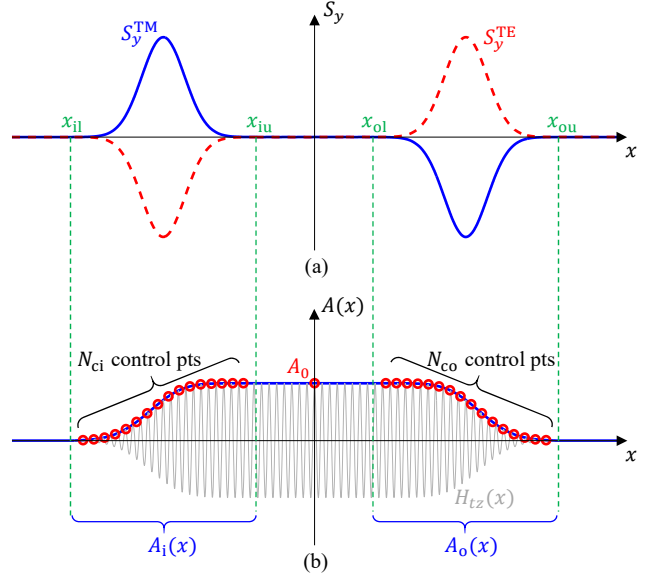 S_y
S_y^TM
S_y^TE
x_il
x_iu
x_ol
x_ou
x
(a)
A(x)
N_ci control pts
A_0
N_co control pts
x
H_tz(x)
A_i(x)
(b)
A_o(x)